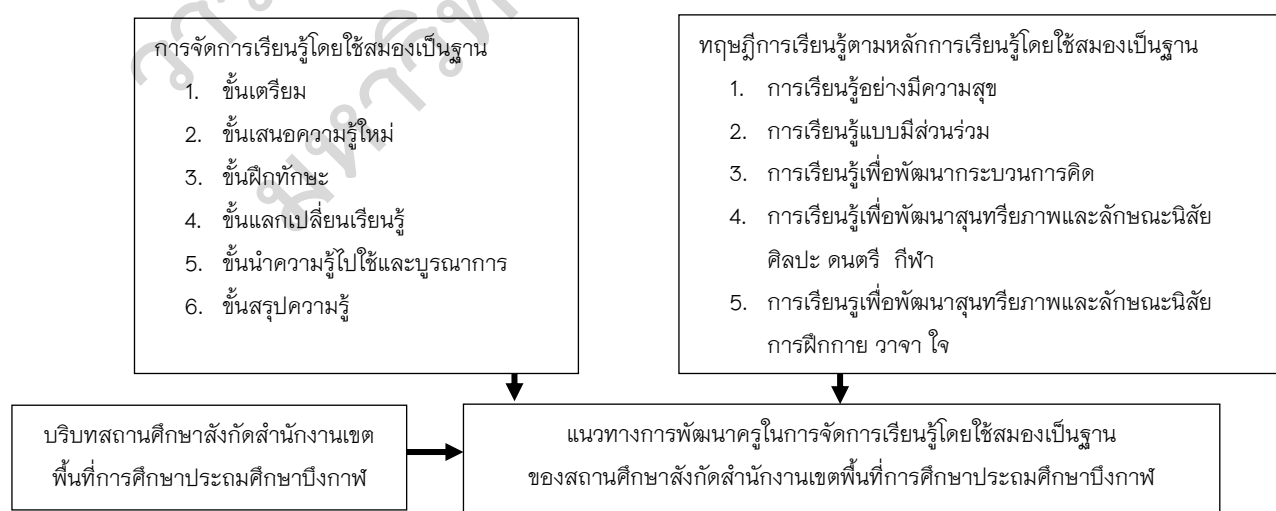 การจัดการเรียนรู้โดยใช้สมองเป็นฐาน
1. ขั้นเตรียม
2. ขั้นเสนอความรู้ใหม่
3. ขั้นฝึกทักษะ
4. ขั้นแลกเปลี่ยนเรียนรู้
5. ขั้นนำความรู้ไปใช้และบูรณาการ
6. ขั้นสรุปความรู้
ทฤษฎีการเรียนรู้ตามหลักการเรียนรู้โดยใช้สมองเป็นฐาน
1. การเรียนรู้อย่างมีความสุข
2. การเรียนรู้แบบมีส่วนร่วม
3. การเรียนรู้เพื่อพัฒนากระบวนการคิด
4. การเรียนรู้เพื่อพัฒนาสุนทรียภาพและลักษณะนิสัย
ศิลปะ ดนตรี กีฬา
5. การเรียนรูเพื่อพัฒนาสุนทรียภาพและลักษณะนิสัย
การฝึกกาย วาจา ใจ
บริบทสถานศึกษาสังกัดสำนักงานเขต
พื้นที่การศึกษาประถมศึกษาบึงกาฬ
แนวทางการพัฒนาครูในการจัดการเรียนรู้โดยใช้สมองเป็นฐาน
ของสถานศึกษาสังกัดสำนักงานเขตพื้นที่การศึกษาประถมศึกษาบึงกาฬ